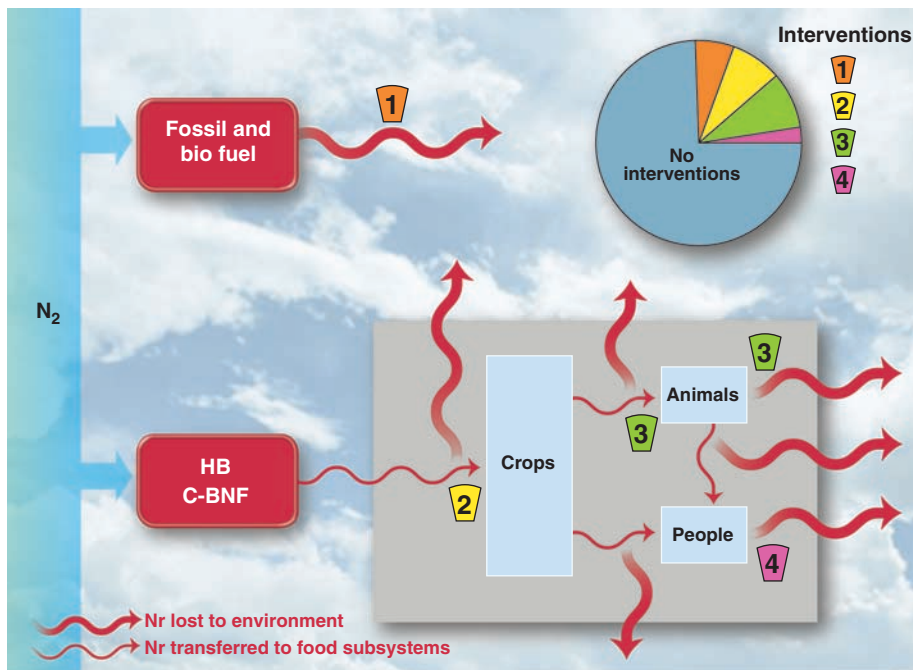 Interventions
1
2
3
4
No
interventions
1
Fossil and
bio fuel
N2
HB
C-BNF
2
Crops
3
Animals
3
People
4
Nr lost to environment
Nr transferred to food subsystems